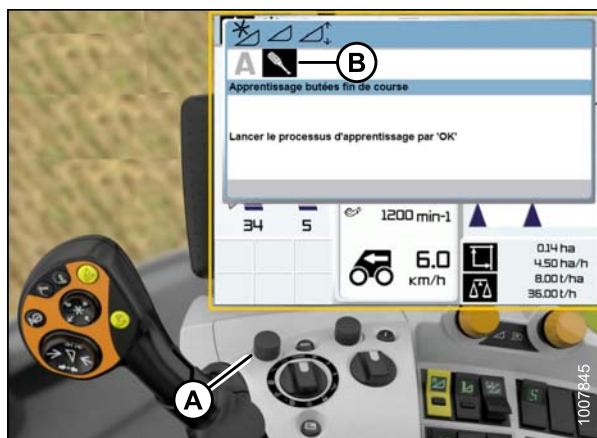 A
B
Apprentissage butées fin de course
Lancer le processus d'apprentissage par 'OK'
34
5
1200 min-1
6.0
km/h
0.14 ha
4.50 ha/h
8.00 t/ha
36.00 t/h
A
1007845